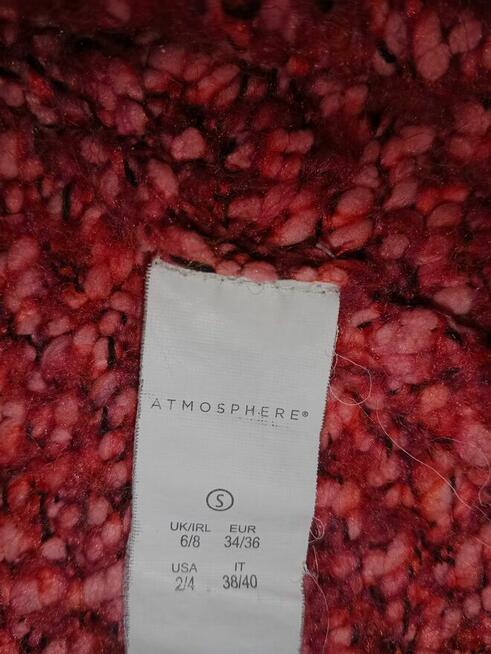 ATMOSPHERE®
S
UK/IRL EUR
6/8 34/36
USA IT
2/4 38/40